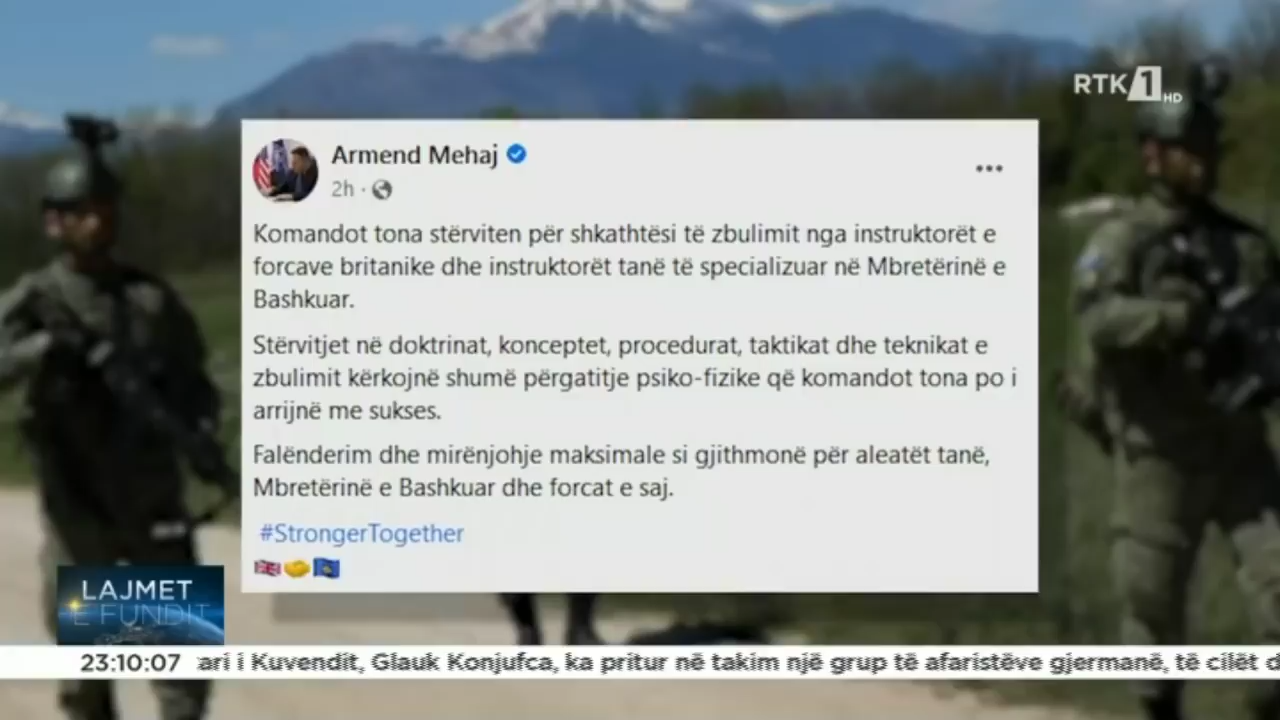 RTK 1 HD
Armend Mehaj
2h ·
Komandot tona stërviten për shkathtësi të zbulimit nga instruktorët e
forcave britanike dhe instruktorët tanë të specializuar në Mbretërinë e
Bashkuar.
Stërvitjet në doktrinat, konceptet, procedurat, taktikat dhe teknikat e
zbulimit kërkojnë shumë përgatitje psiko-fizike që komandot tona po i
arrijnë me sukses.
Falënderim dhe mirënjohje maksimale si gjithmonë për aleatët tanë,
Mbretërinë e Bashkuar dhe forcat e saj.
#StrongerTogether
LAJMET
E FUNDIT
23:10:07 ari i Kuvendit, Glauk Konjufca, ka pritur në takim një grup të afaristëve gjermanë, të cilët